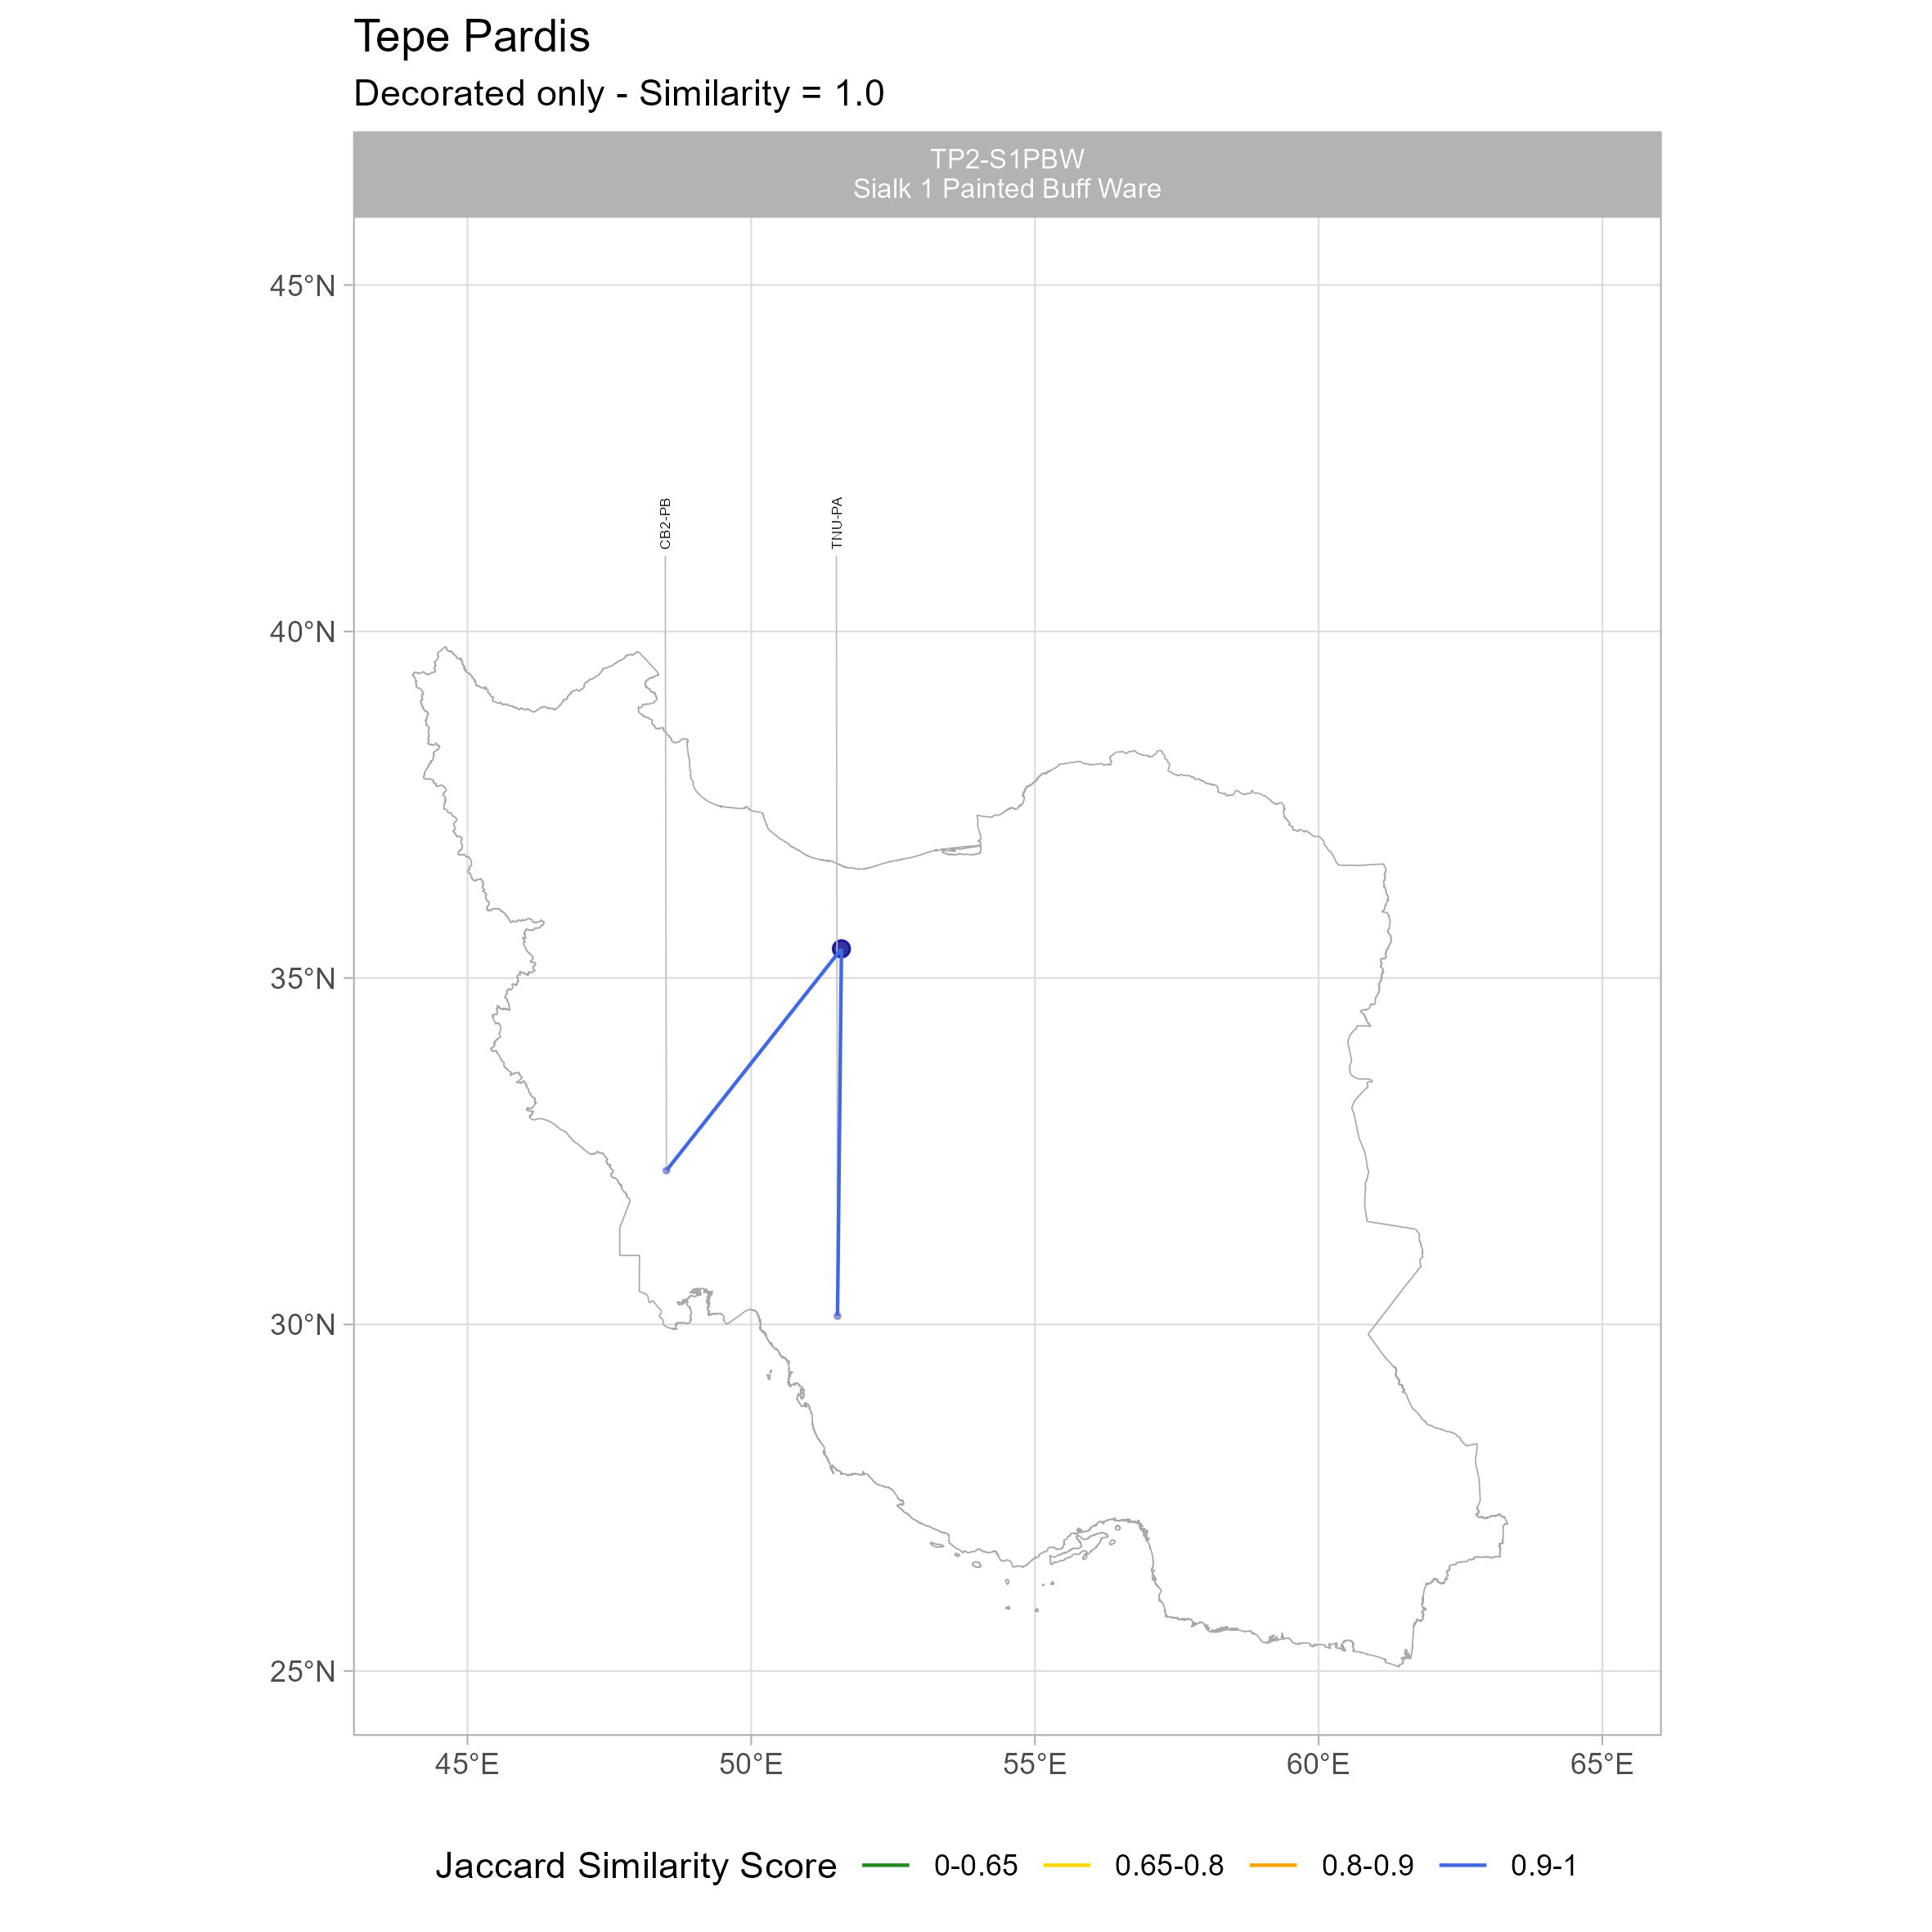 Tepe Pardis
Decorated only - Similarity = 1.0
TP2-S1PBW
Sialk 1 Painted Buff Ware
45°N
CB2-PB
TNU-PA
40°N
35°N
30°N
25°N
45°E 50°E 55°E 60°E 65°E
Jaccard Similarity Score 0-0.65 0.65-0.8 0.8-0.9 0.9-1